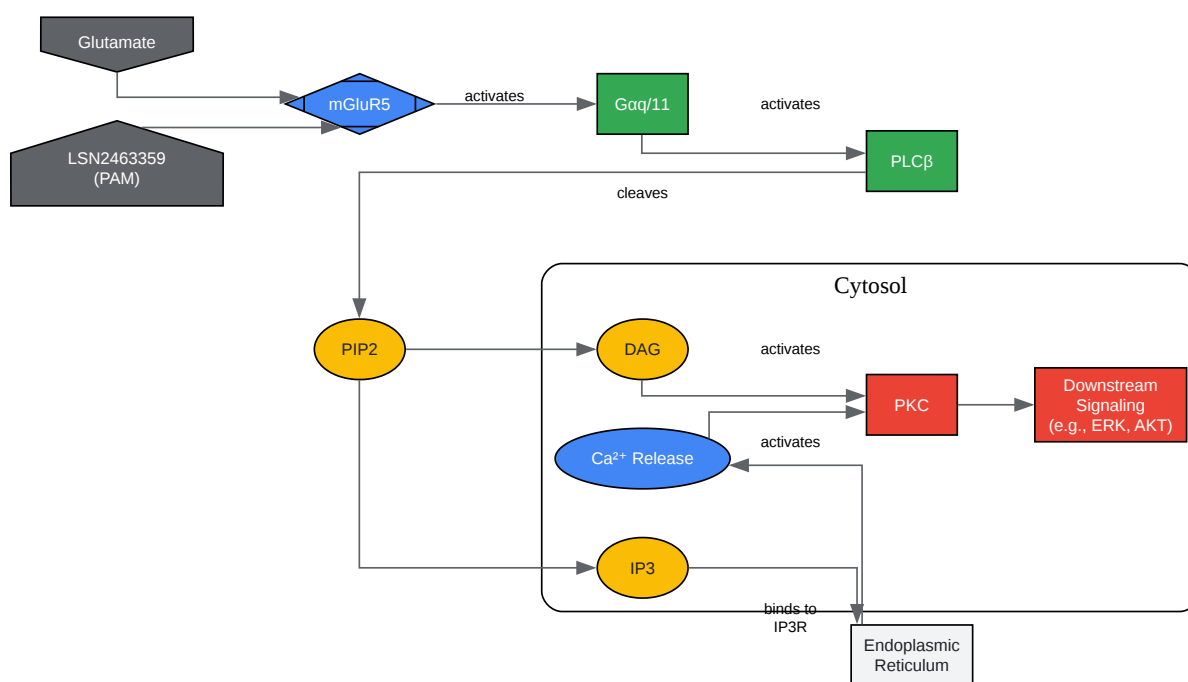 Glutamate
mGluR5
activates
Gαq/11
activates
LSN2463359
(PAM)
PLCβ
cleaves
Cytosol
PIP2
DAG
activates
PKC
Downstream
Signaling
(e.g., ERK, AKT)
activates
Ca²⁺ Release
IP3
binds to
IP3R
Endoplasmic
Reticulum